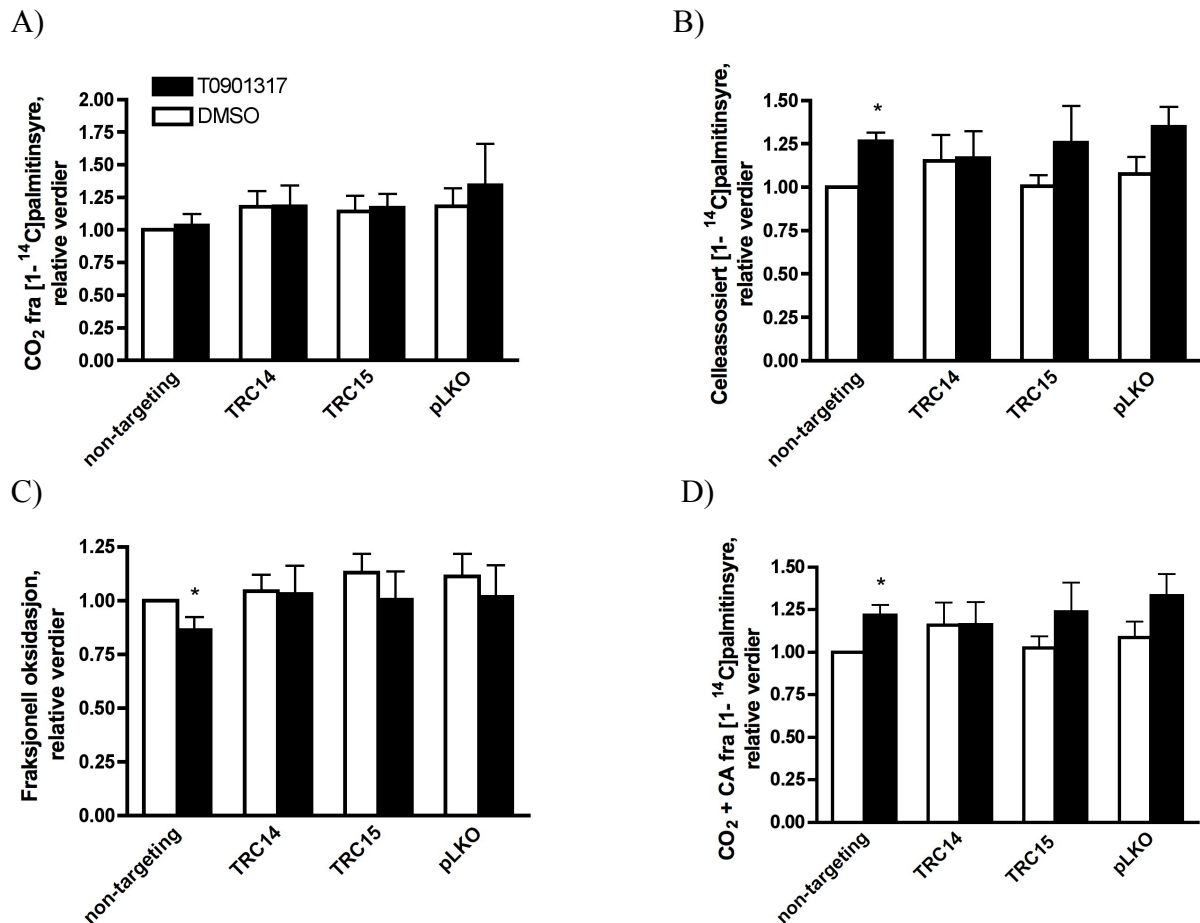 A)
T0901317
DMSO
CO₂ fra [1- ¹⁴C]palmitinsyre,
relative verdier
2.00
1.75
1.50
1.25
1.00
0.75
0.50
0.25
0.00
non-targeting
TRC14
TRC15
pLKO
B)
Celleassosiert [1- ¹⁴C]palmitinsyre,
relative verdier
1.50
1.25
1.00
0.75
0.50
0.25
0.00
*
non-targeting
TRC14
TRC15
pLKO
C)
Fraksjonell oksidasjon,
relative verdier
1.25
1.00
0.75
0.50
0.25
0.00
*
non-targeting
TRC14
TRC15
pLKO
D)
CO₂ + CA fra [1- ¹⁴C]palmitinsyre,
relative verdier
1.50
1.25
1.00
0.75
0.50
0.25
0.00
*
non-targeting
TRC14
TRC15
pLKO